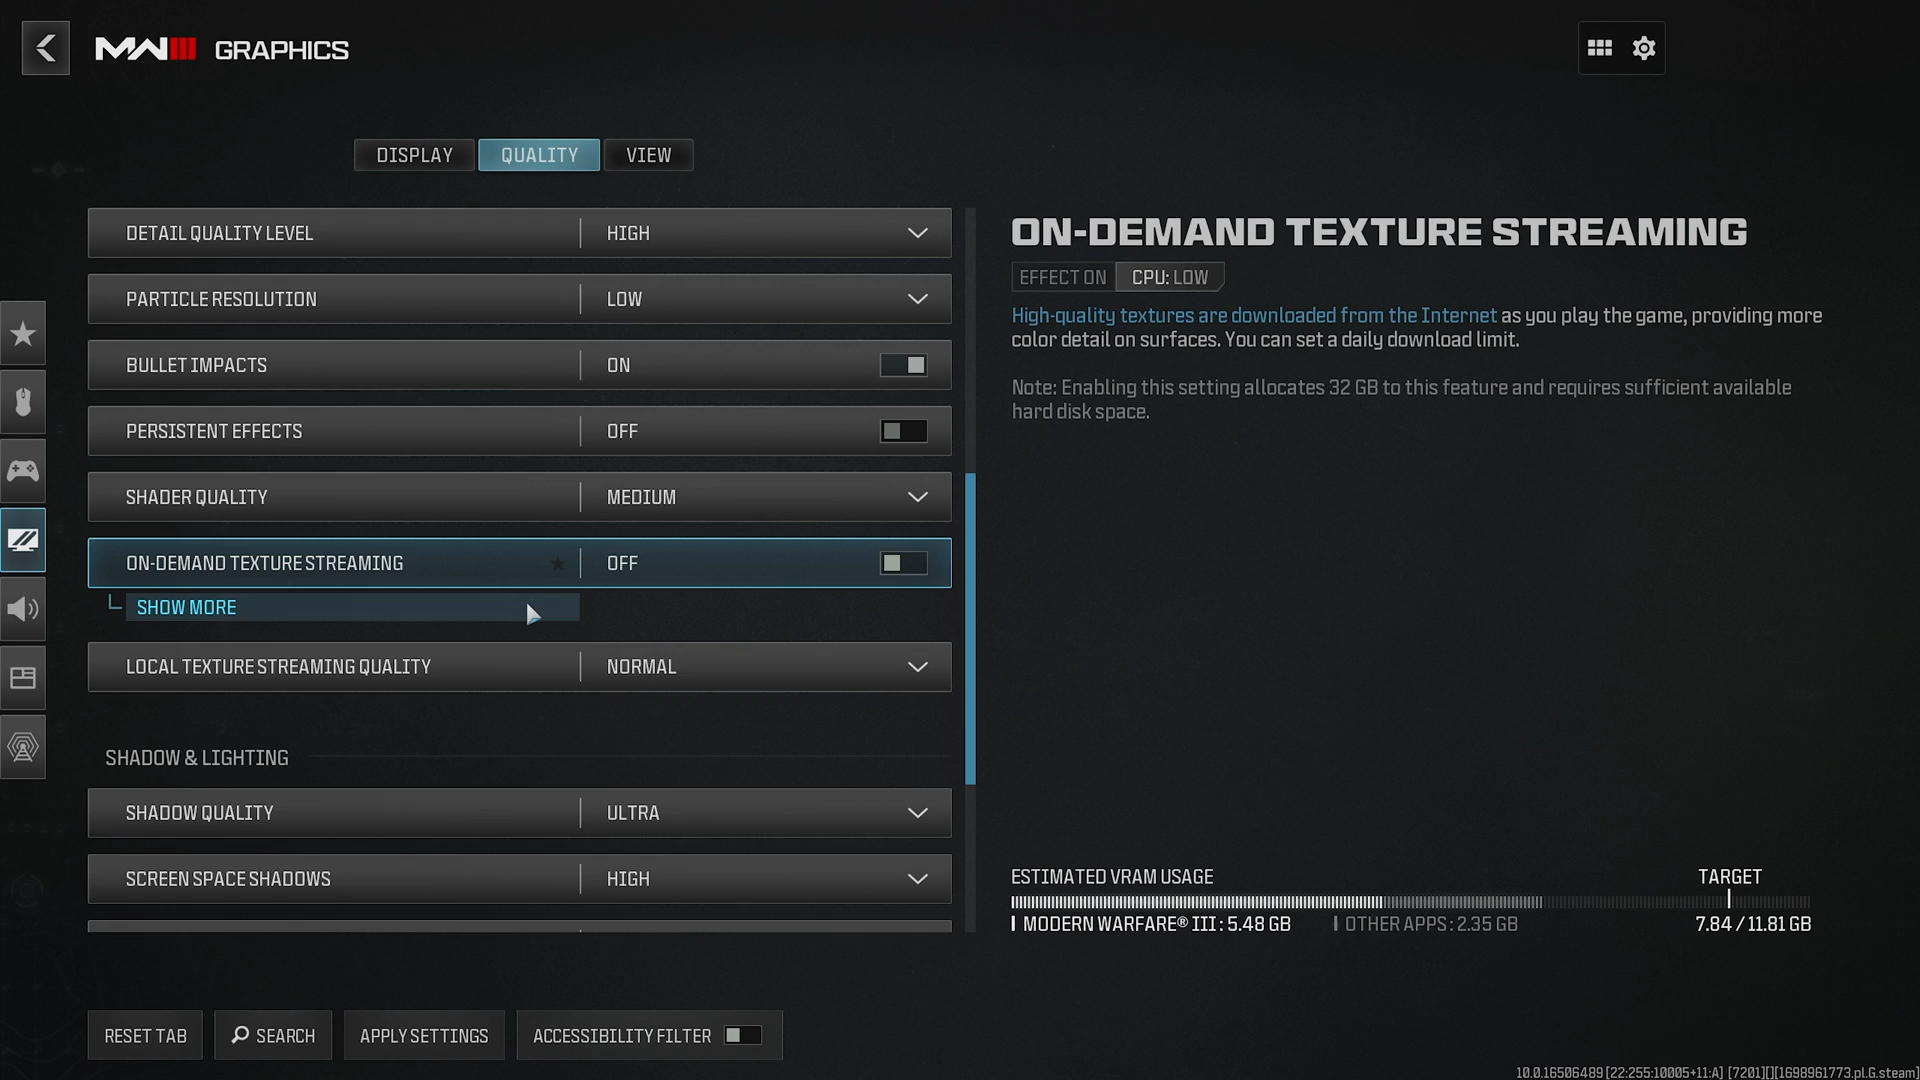 MWIII GRAPHICS
DISPLAY QUALITY VIEW
DETAIL QUALITY LEVEL HIGH
PARTICLE RESOLUTION LOW
BULLET IMPACTS ON
PERSISTENT EFFECTS OFF
SHADER QUALITY MEDIUM
ON-DEMAND TEXTURE STREAMING OFF
SHOW MORE
LOCAL TEXTURE STREAMING QUALITY NORMAL
SHADOW & LIGHTING
SHADOW QUALITY ULTRA
SCREEN SPACE SHADOWS HIGH
ON-DEMAND TEXTURE STREAMING
EFFECT ON CPU: LOW
High-quality textures are downloaded from the Internet as you play the game, providing more
color detail on surfaces. You can set a daily download limit.
Note: Enabling this setting allocates 32 GB to this feature and requires sufficient available
hard disk space.
ESTIMATED VRAM USAGE TARGET
MODERN WARFARE® III : 5.48 GB OTHER APPS : 2.35 GB 7.84 / 11.81 GB
RESET TAB SEARCH APPLY SETTINGS ACCESSIBILITY FILTER
10.0.16506489 [22:255:10005+11:A] [7201][][1698961773.pl.G.steam]